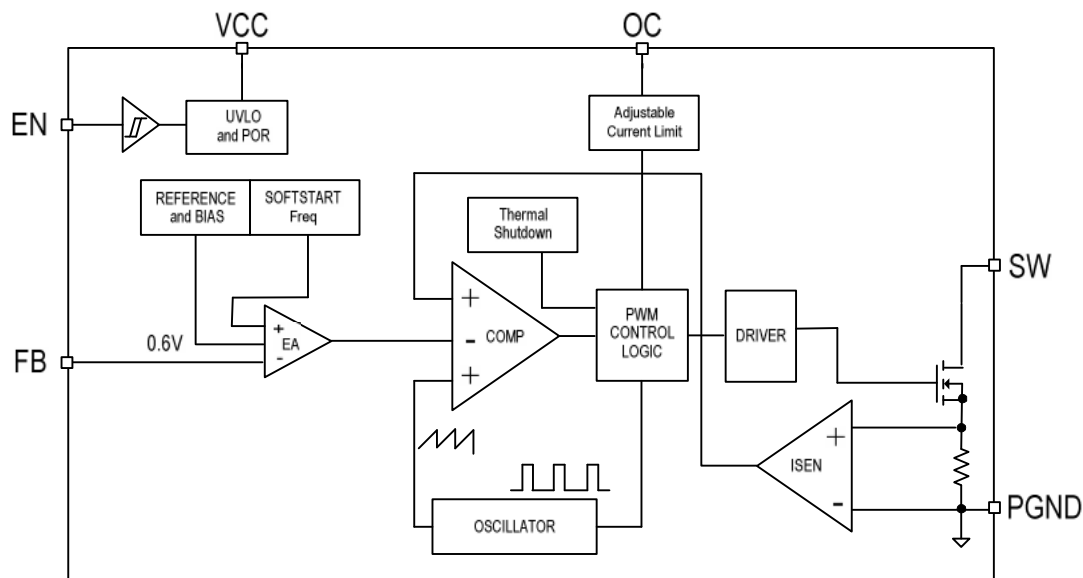 VCC
OC
EN
UVLO
and POR
Adjustable
Current Limit
REFERENCE
and BIAS
SOFTSTART
Freq
Thermal
Shutdown
SW
+
+
EA
-
-
COMP
+
PWM
CONTROL
LOGIC
DRIVER
0.6V
FB
+
ISEN
-
OSCILLATOR
PGND